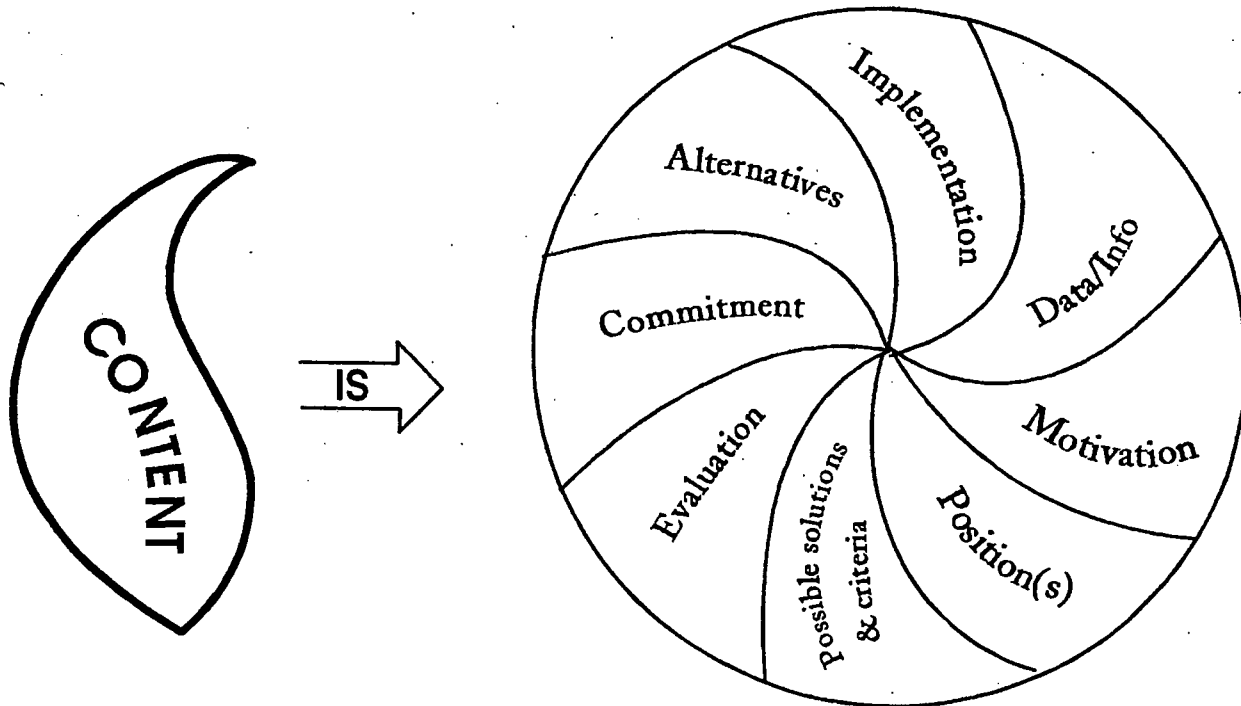 CONTENT
IS
Implementation
Data/Info
Motivation
Position(s)
Possible solutions
& criteria
Evaluation
Commitment
Alternatives